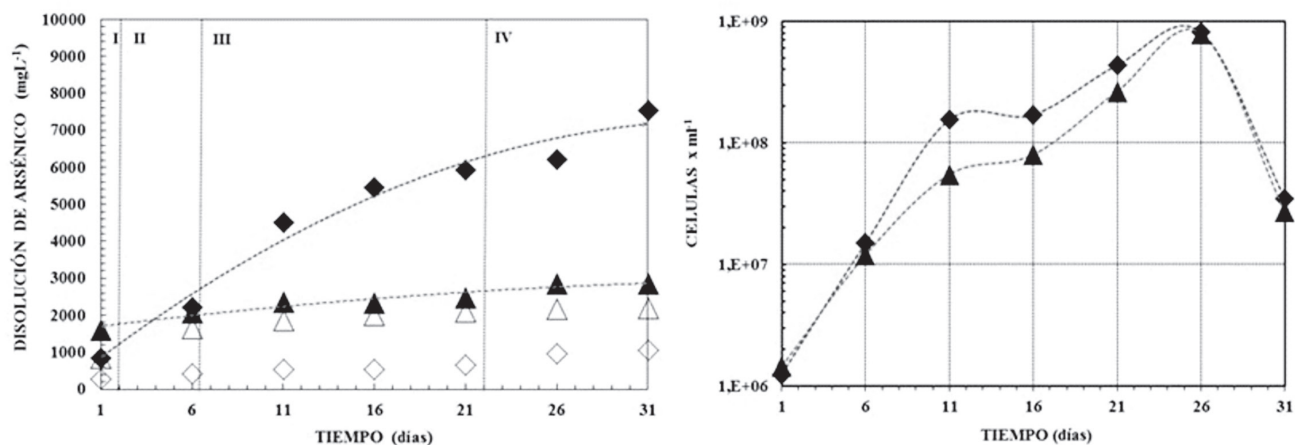 DISOLUCIÓN DE ARSÉNICO (mgL-1)
10000
9000
8000
7000
6000
5000
4000
3000
2000
1000
0
I
II
III
IV
1 6 11 16 21 26 31
TIEMPO (días)
CELULAS x ml-1
1,E+09
1,E+08
1,E+07
1,E+06
1 6 11 16 21 26 31
TIEMPO (días)